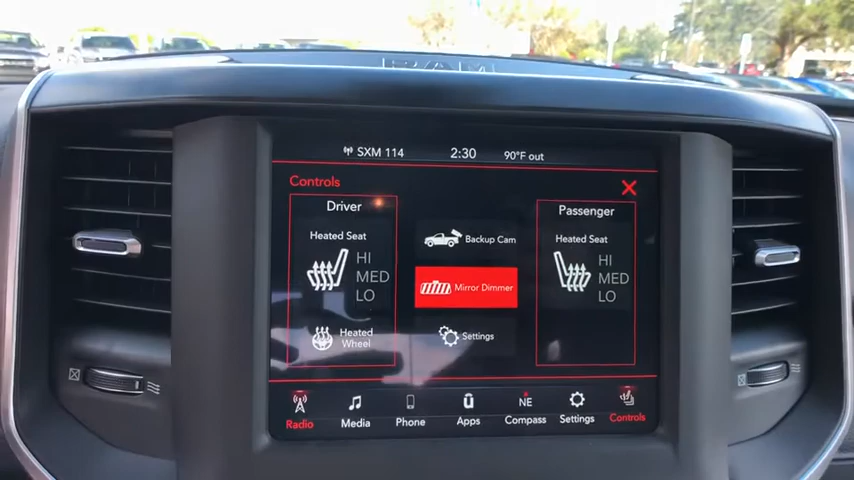 RAM
SXM 114 2:30 90°F out
Controls X
Driver
Heated Seat
HI
MED
LO
Heated
Wheel
Backup Cam
Mirror Dimmer
Settings
Passenger
Heated Seat
HI
MED
LO
NE
Radio Media Phone Apps Compass Settings Controls